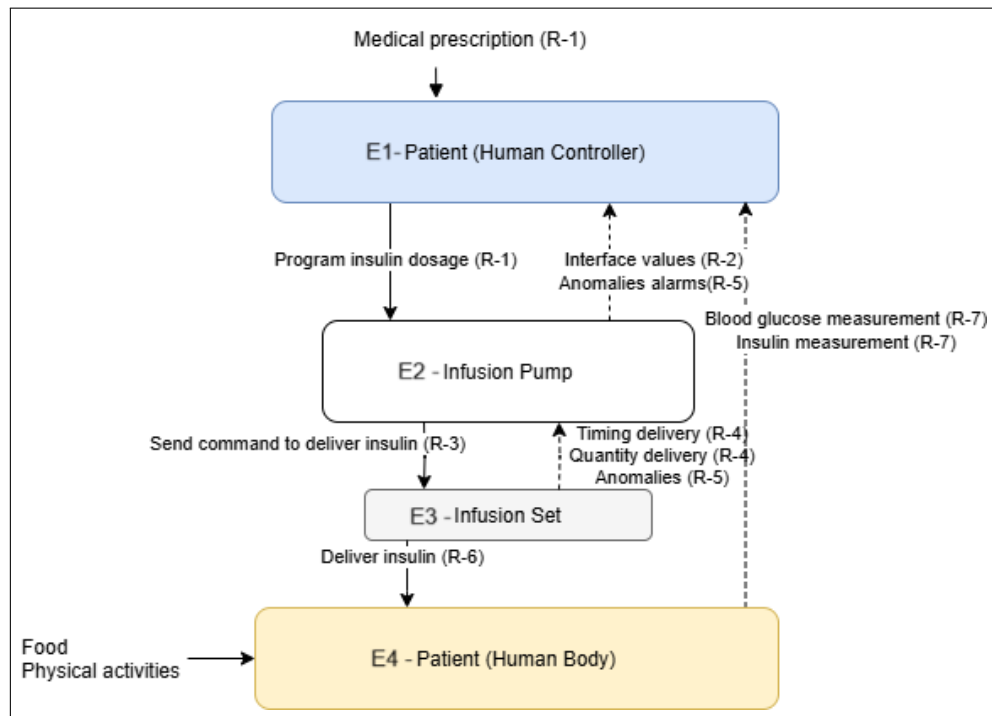 Medical prescription (R-1)
E1- Patient (Human Controller)
Program insulin dosage (R-1)
Interface values (R-2)
Anomalies alarms(R-5)
Blood glucose measurement (R-7)
Insulin measurement (R-7)
E2 - Infusion Pump
Send command to deliver insulin (R-3)
Timing delivery (R-4)
Quantity delivery (R-4)
Anomalies (R-5)
E3 - Infusion Set
Deliver insulin (R-6)
Food
Physical activities
E4 - Patient (Human Body)